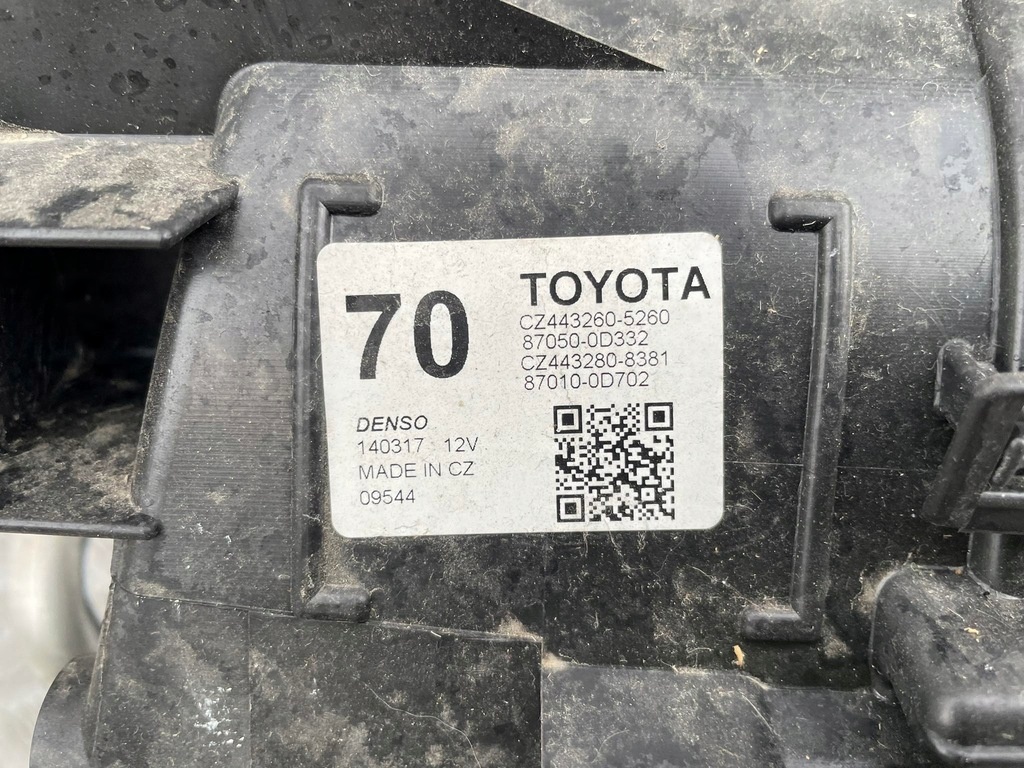 70
TOYOTA
CZ443260-5260
87050-0D332
CZ443280-8381
87010-0D702
DENSO
140317 12V
MADE IN CZ
09544